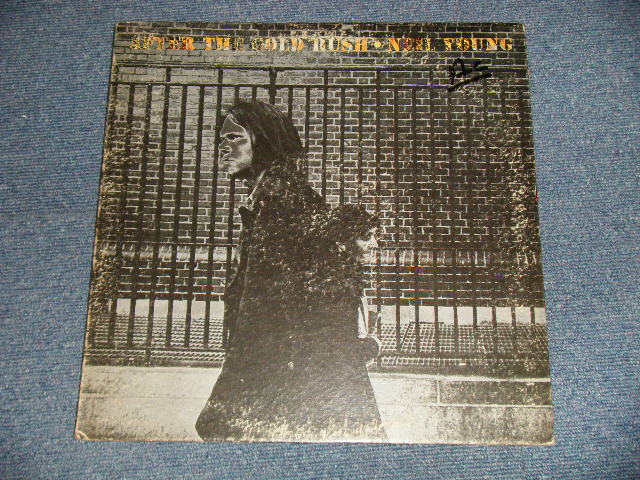 AFTER THE GOLD RUSH • NEIL YOUNG